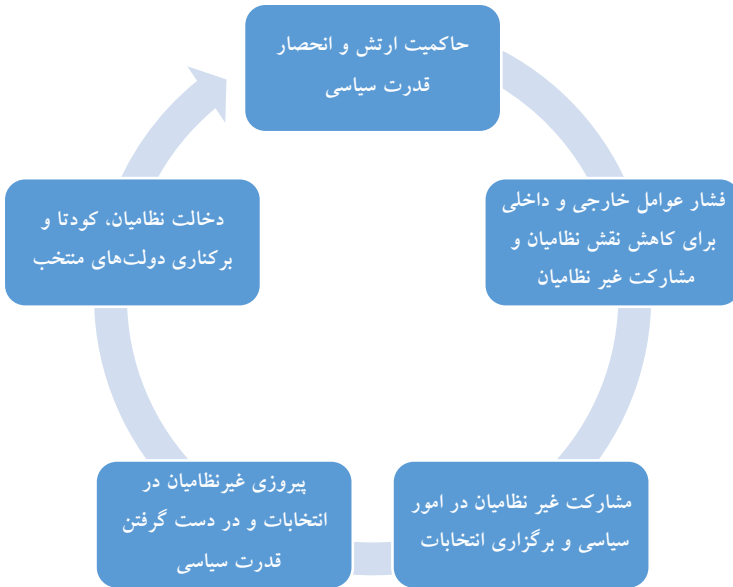 حاکمیت ارتش و انحصار
قدرت سیاسی
فشار عوامل خارجی و داخلی
برای کاهش نقش نظامیان و
مشارکت غیر نظامیان
مشارکت غیر نظامیان در امور
سیاسی و برگزاری انتخابات
پیروزی غیرنظامیان در
انتخابات و در دست گرفتن
قدرت سیاسی
دخالت نظامیان، کودتا و
برکناری دولت‌های منتخب